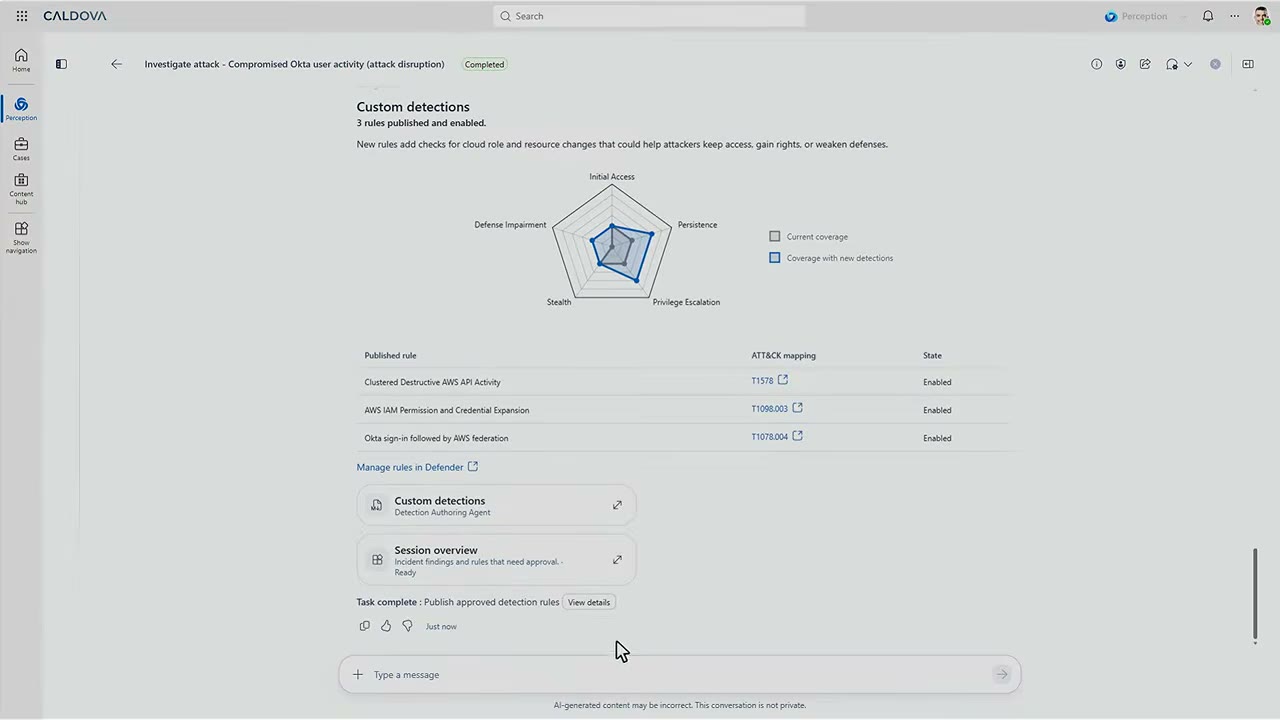 CALDOVA
Search
Perception
Home
Perception
Cases
Content
hub
Show
navigation
Investigate attack - Compromised Okta user activity (attack disruption)
Completed
Custom detections
3 rules published and enabled.
New rules add checks for cloud role and resource changes that could help attackers keep access, gain rights, or weaken defenses.
Initial Access
Defense Impairment
Persistence
Stealth
Privilege Escalation
Current coverage
Coverage with new detections
Published rule ATT&CK mapping State
Clustered Destructive AWS API Activity T1578 Enabled
AWS IAM Permission and Credential Expansion T1098.003 Enabled
Okta sign-in followed by AWS federation T1078.004 Enabled
Manage rules in Defender
Custom detections
Detection Authoring Agent
Session overview
Incident findings and rules that need approval. ·
Ready
Task complete : Publish approved detection rules View details
Just now
Type a message
AI-generated content may be incorrect. This conversation is not private.